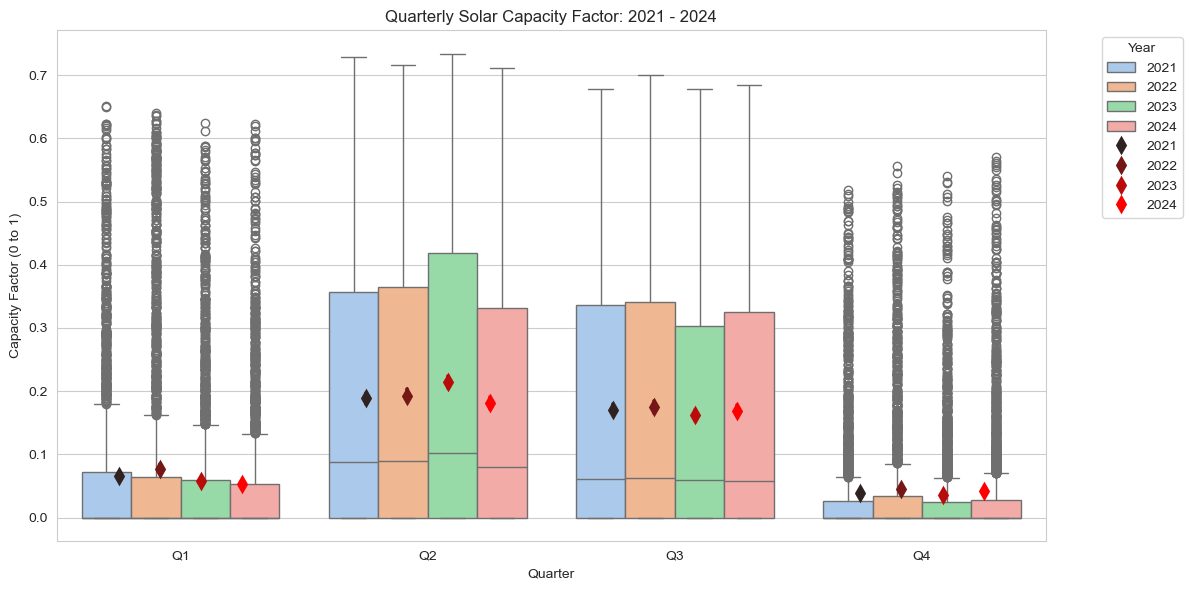 Quarterly Solar Capacity Factor: 2021 - 2024
Capacity Factor (0 to 1)
0.7
0.6
0.5
0.4
0.3
0.2
0.1
0.0
Q1
Q2
Q3
Q4
Quarter
Year
2021
2022
2023
2024
2021
2022
2023
2024